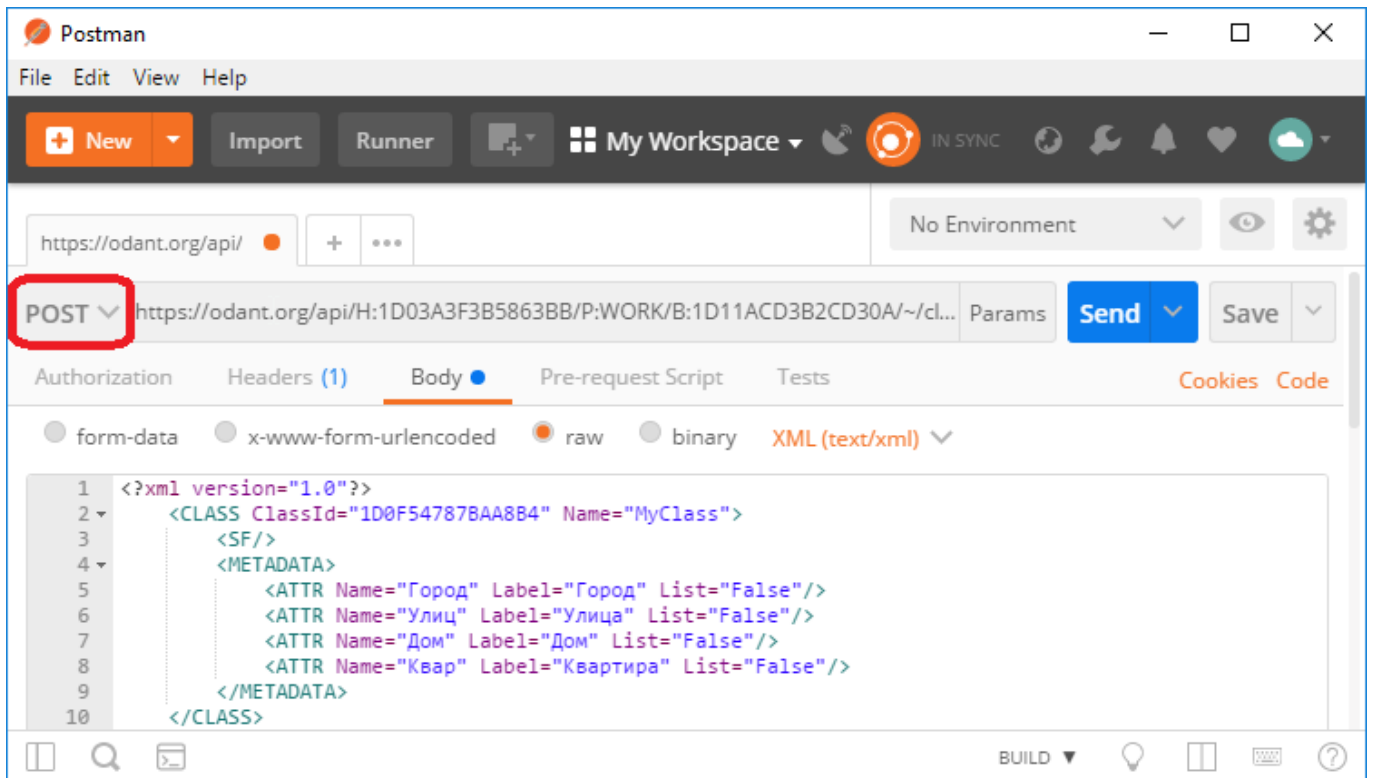 Postman
File Edit View Help
New Import Runner My Workspace IN SYNC
https://odant.org/api/ No Environment
POST https://odant.org/api/H:1D03A3F3B5863BB/P:WORK/B:1D11ACD3B2CD30A/~/cl... Params Send Save
Authorization Headers (1) Body Pre-request Script Tests Cookies Code
form-data x-www-form-urlencoded raw binary XML (text/xml)
1 <?xml version="1.0"?>
2 <CLASS ClassId="1D0F54787BAA8B4" Name="MyClass">
3 <SF/>
4 <METADATA>
5 <ATTR Name="Город" Label="Город" List="False"/>
6 <ATTR Name="Улиц" Label="Улица" List="False"/>
7 <ATTR Name="Дом" Label="Дом" List="False"/>
8 <ATTR Name="Квар" Label="Квартира" List="False"/>
9 </METADATA>
10 </CLASS>
BUILD